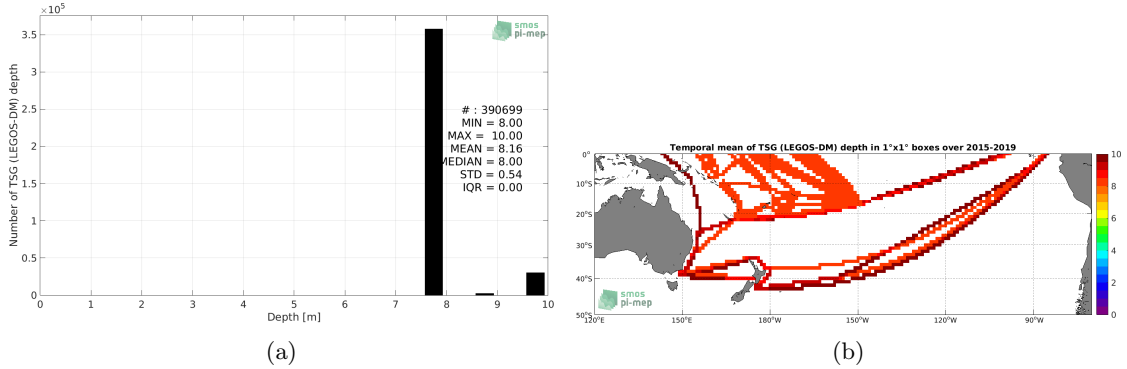 ×10⁵
3.5
3
2.5
2
1.5
1
0.5
0
Number of TSG (LEGOS-DM) depth
0 1 2 3 4 5 6 7 8 9 10
Depth [m]
smos
pi-mep
# : 390699
MIN = 8.00
MAX = 10.00
MEAN = 8.16
MEDIAN = 8.00
STD = 0.54
IQR = 0.00
(a)
Temporal mean of TSG (LEGOS-DM) depth in 1°x1° boxes over 2015-2019
0°
10°S
20°S
30°S
40°S
50°S
120°E 150°E 180°W 150°W 120°W 90°W
smos
pi-mep
10
8
6
4
2
0
(b)